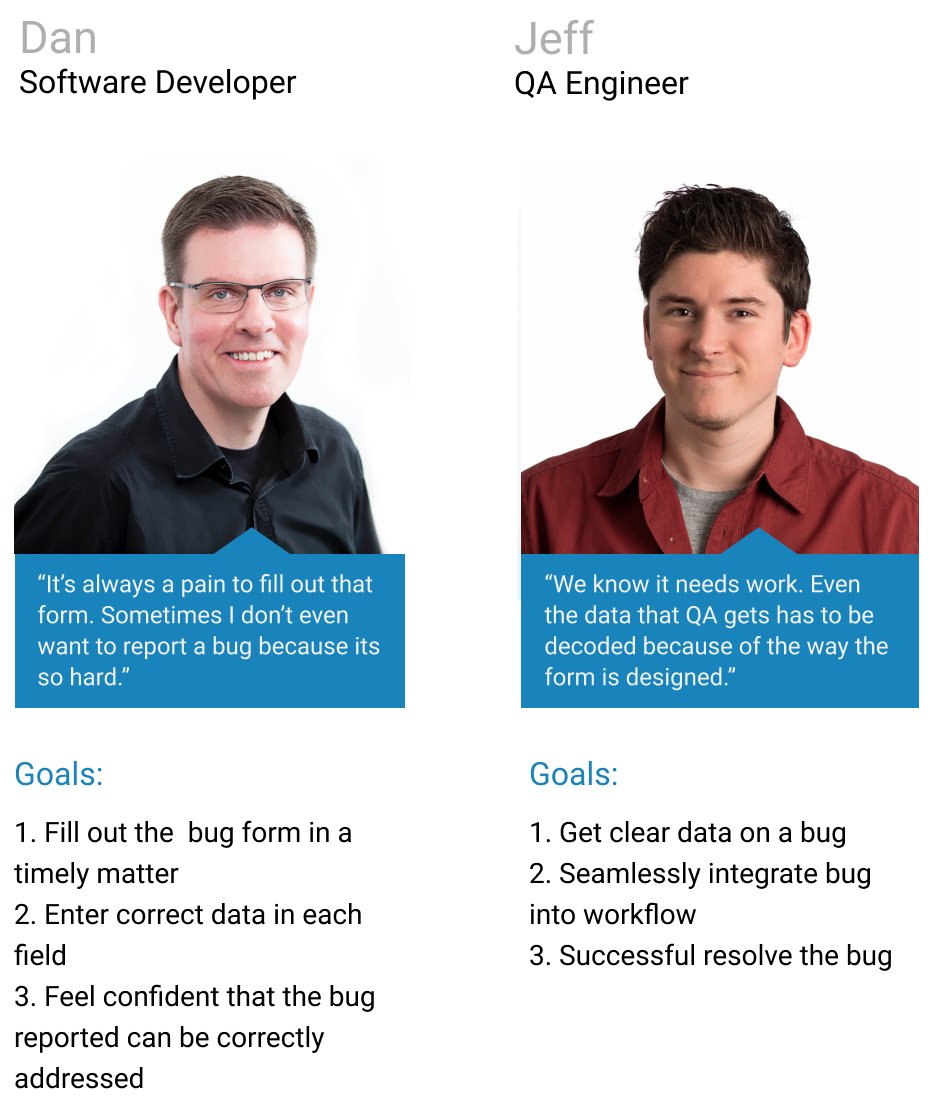 Dan
Software Developer
“It’s always a pain to fill out that
form. Sometimes I don’t even
want to report a bug because its
so hard.”
Goals:
1. Fill out the  bug form in a
timely matter
2. Enter correct data in each
field
3. Feel confident that the bug
reported can be correctly
addressed
Jeff
QA Engineer
“We know it needs work. Even
the data that QA gets has to be
decoded because of the way the
form is designed.”
Goals:
1. Get clear data on a bug
2. Seamlessly integrate bug
into workflow
3. Successful resolve the bug